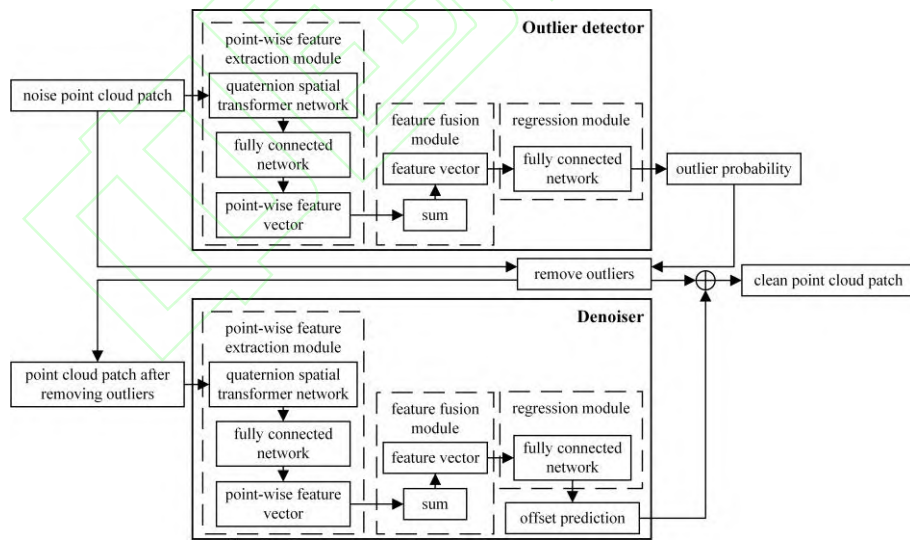 Outlier detector
point-wise feature
extraction module
noise point cloud patch
quaternion spatial
transformer network
fully connected
network
point-wise feature
vector
feature fusion
module
feature vector
sum
regression module
fully connected
network
outlier probability
remove outliers
clean point cloud patch
Denoiser
point-wise feature
extraction module
point cloud patch after
removing outliers
quaternion spatial
transformer network
fully connected
network
point-wise feature
vector
feature fusion
module
feature vector
sum
regression module
fully connected
network
offset prediction